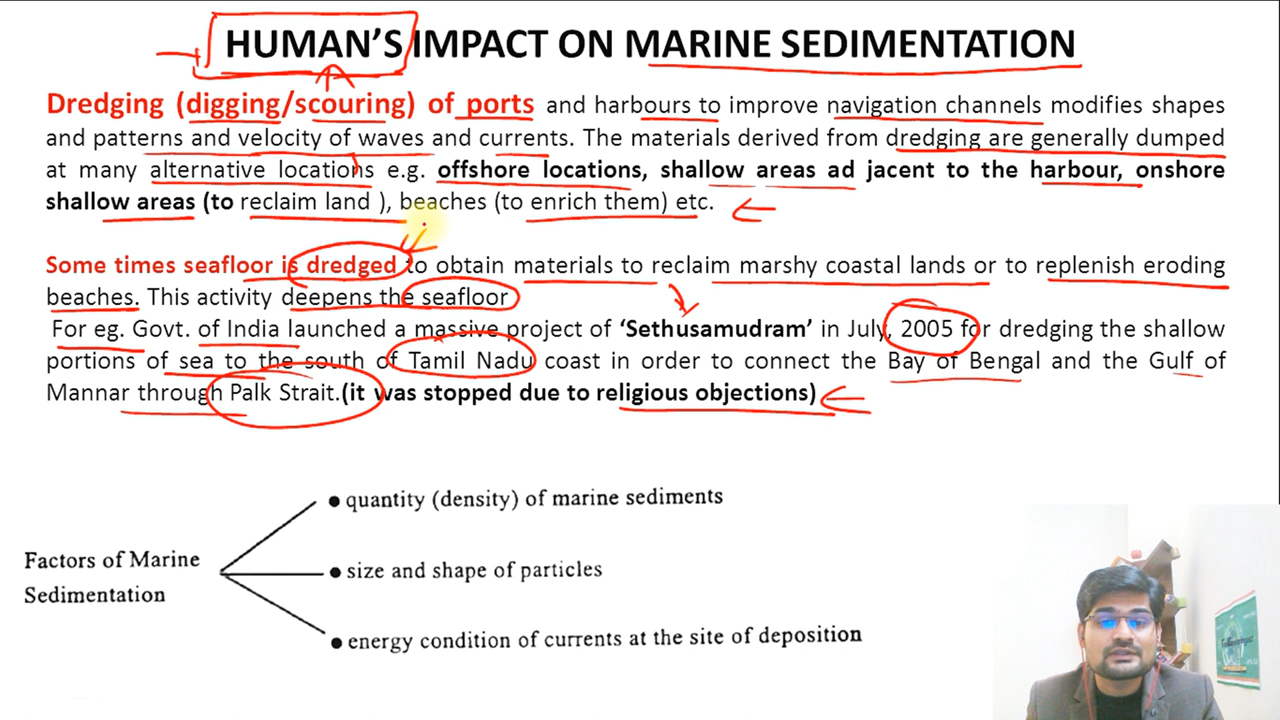 HUMAN'S IMPACT ON MARINE SEDIMENTATION
Dredging (digging/scouring) of ports and harbours to improve navigation channels modifies shapes
and patterns and velocity of waves and currents. The materials derived from dredging are generally dumped
at many alternative locations e.g. offshore locations, shallow areas ad jacent to the harbour, onshore
shallow areas (to reclaim land ), beaches (to enrich them) etc.
Some times seafloor is dredged to obtain materials to reclaim marshy coastal lands or to replenish eroding
beaches. This activity deepens the seafloor
For eg. Govt. of India launched a massive project of ‘Sethusamudram’ in July, 2005 for dredging the shallow
portions of sea to the south of Tamil Nadu coast in order to connect the Bay of Bengal and the Gulf of
Mannar through Palk Strait.(it was stopped due to religious objections)
• quantity (density) of marine sediments
Factors of Marine
Sedimentation
• size and shape of particles
• energy condition of currents at the site of deposition